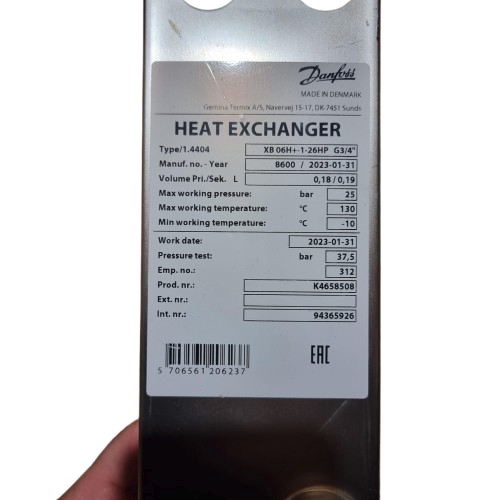 Danfoss
MADE IN DENMARK
Gemina Termix A/S, Navervej 15-17, DK-7451 Sunds
HEAT EXCHANGER
Type/1.4404 XB 06H+-1-26HP G3/4"
Manuf. no. - Year 8600 / 2023-01-31
Volume Pri./Sek. L 0,18 / 0,19
Max working pressure: bar 25
Max working temperature: °C 130
Min working temperature: °C -10
Work date: 2023-01-31
Pressure test: bar 37,5
Emp. no.: 312
Prod. nr.: K4658508
Ext. nr.:
Int. nr.: 94365926
EAC
5 706561 206237